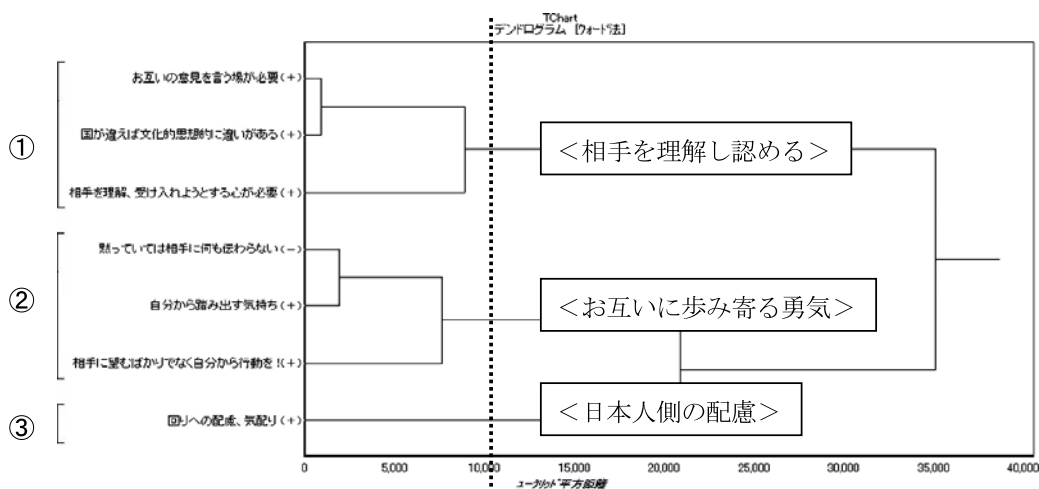 TChart
デンドログラム [ウォード法]
①
お互いの意見を言う場が必要(+)
国が違えば文化的思想的に違いがある(+)
相手を理解、受け入れようとする心が必要(+)
<相手を理解し認める>
②
黙っていては相手に何も伝わらない(-)
自分から踏み出す気持ち(+)
相手に望むばかりでなく自分から行動を!(+)
<お互いに歩み寄る勇気>
③
回りへの配慮、気配り(+)
<日本人側の配慮>
0 5,000 10,000 15,000 20,000 25,000 30,000 35,000 40,000
ユークリッド平方距離